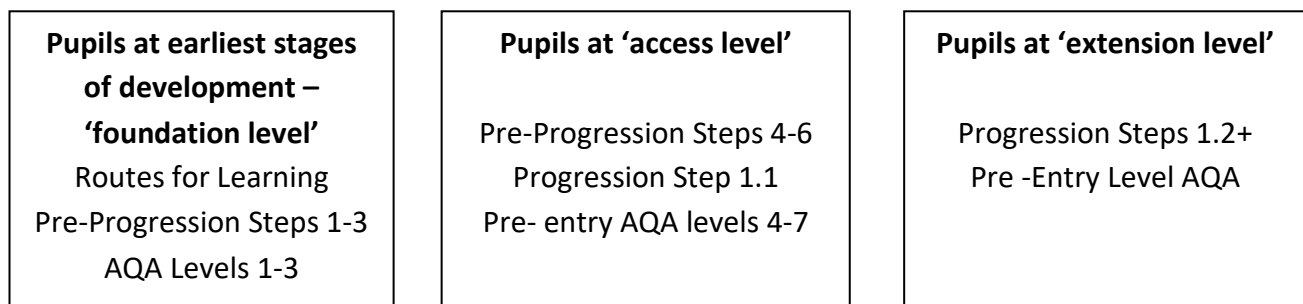 Pupils at earliest stages
of development –
‘foundation level’
Routes for Learning
Pre-Progression Steps 1-3
AQA Levels 1-3
Pupils at ‘access level’
Pre-Progression Steps 4-6
Progression Step 1.1
Pre- entry AQA levels 4-7
Pupils at ‘extension level’
Progression Steps 1.2+
Pre -Entry Level AQA